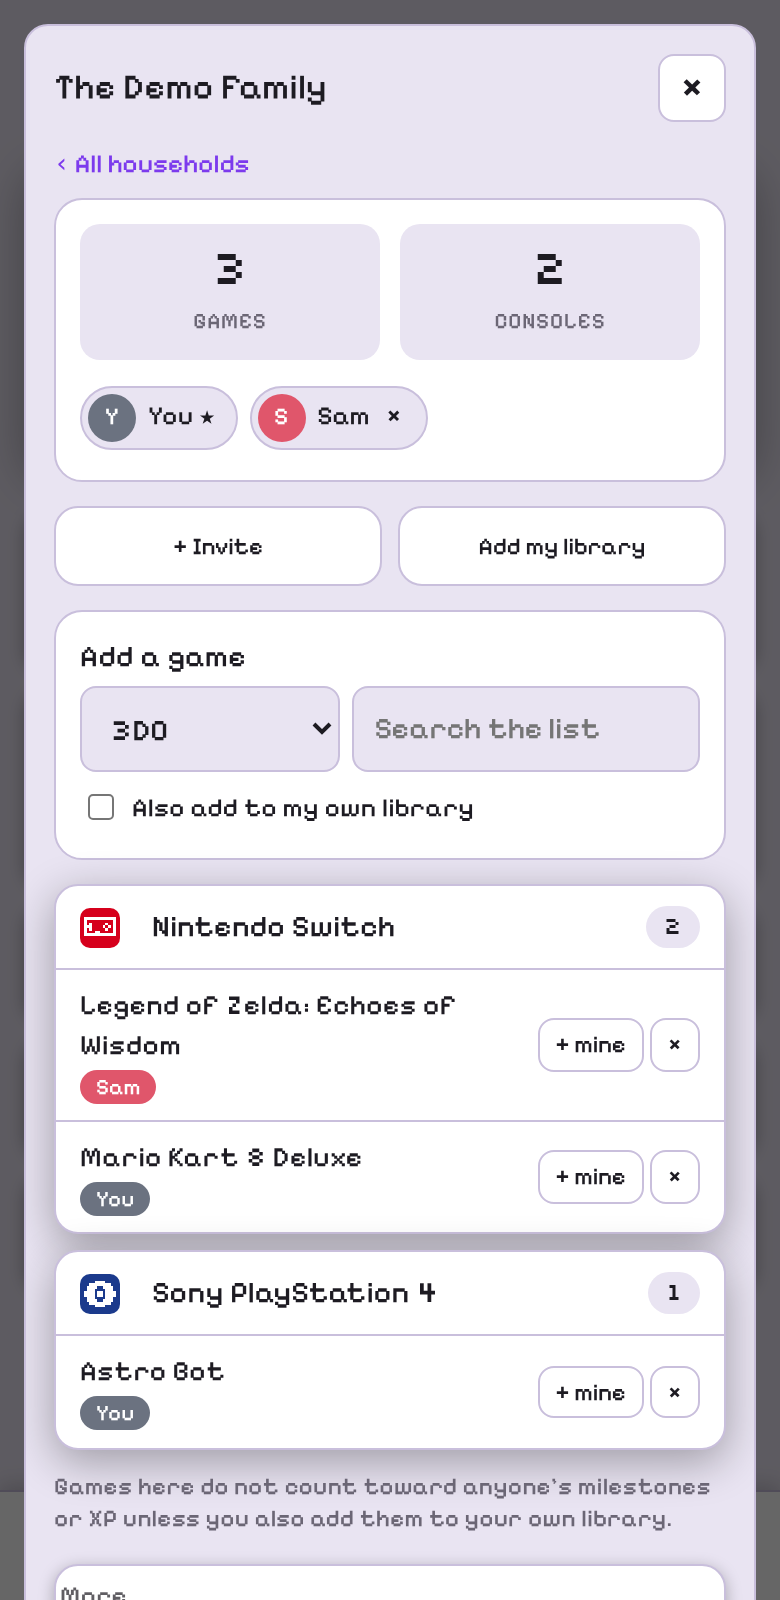 The Demo Family
×
‹ All households
3
GAMES
2
CONSOLES
Y You ★
S Sam ×
+ Invite
Add my library
Add a game
3DO
Search the list
Also add to my own library
Nintendo Switch 2
Legend of Zelda: Echoes of
Wisdom
Sam
+ mine ×
Mario Kart 8 Deluxe
You
+ mine ×
Sony PlayStation 4 1
Astro Bot
You
+ mine ×
Games here do not count toward anyone's milestones
or XP unless you also add them to your own library.
More